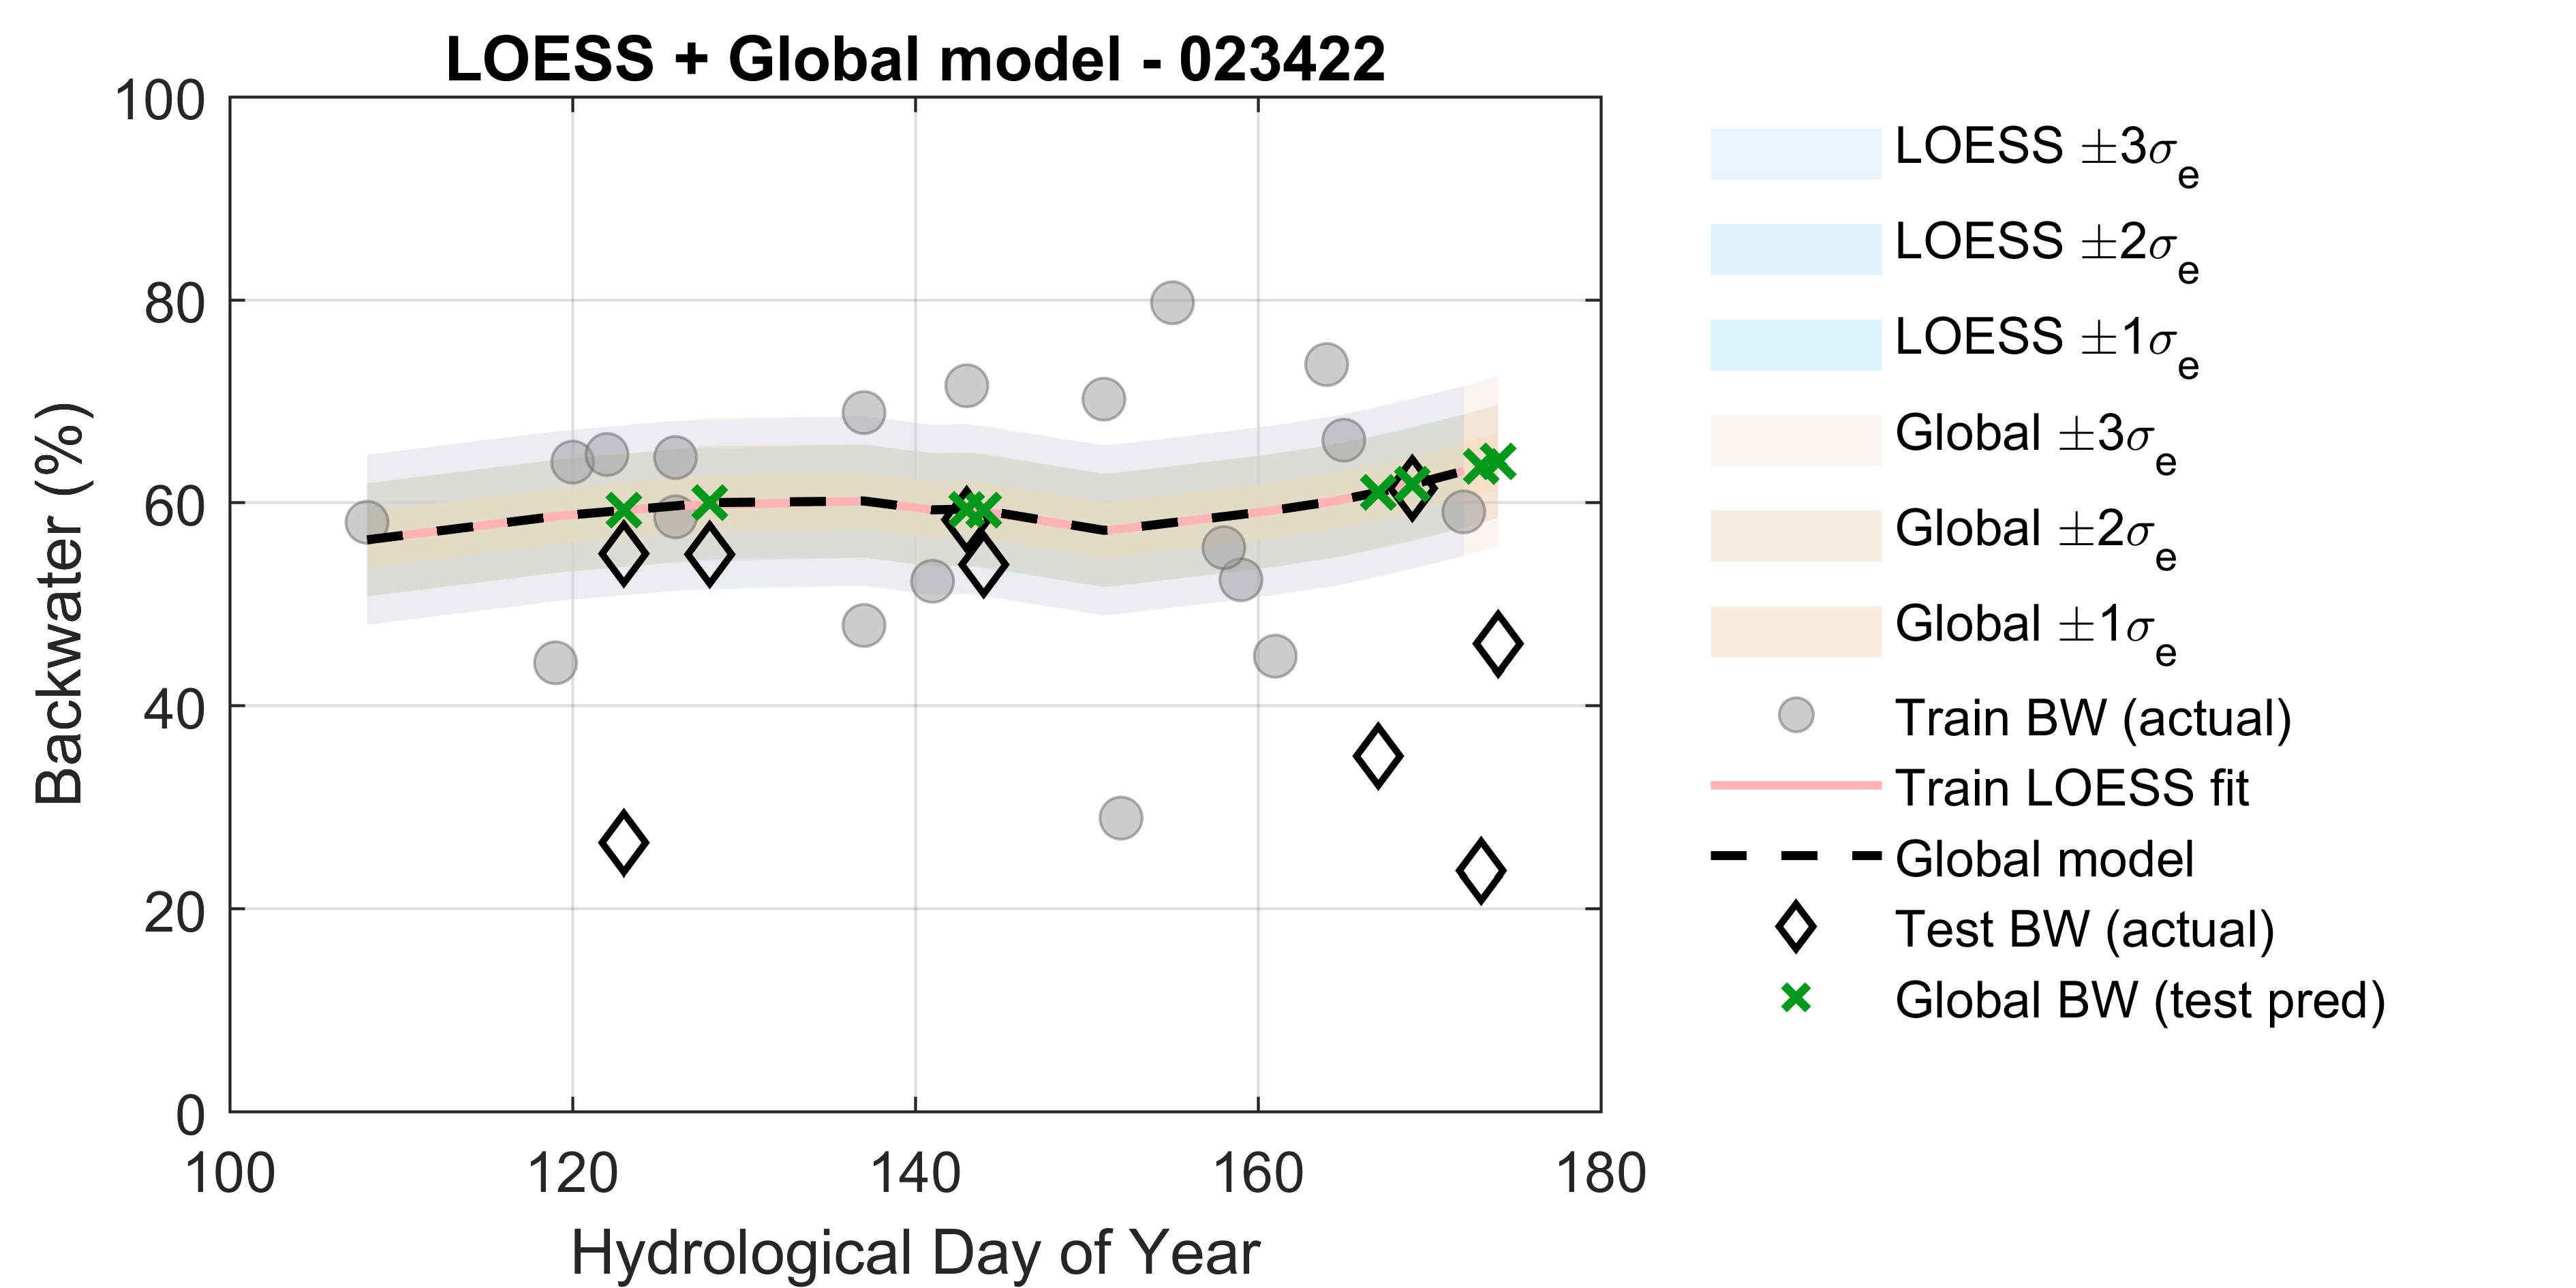 LOESS + Global model - 023422
100
80
60
40
20
0
100 120 140 160 180
Backwater (%)
Hydrological Day of Year
LOESS ±3σe
LOESS ±2σe
LOESS ±1σe
Global ±3σe
Global ±2σe
Global ±1σe
Train BW (actual)
Train LOESS fit
Global model
Test BW (actual)
Global BW (test pred)